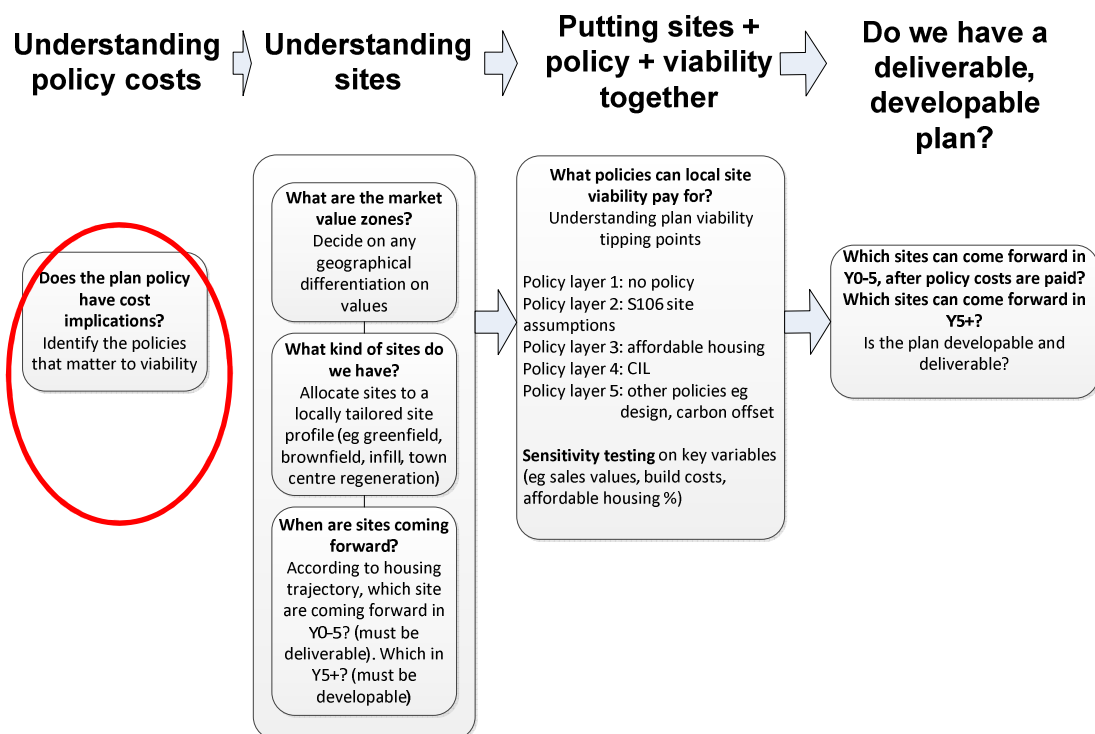 Understanding
policy costs
Understanding
sites
Putting sites +
policy + viability
together
Do we have a
deliverable,
developable
plan?
Does the plan policy
have cost
implications?
Identify the policies
that matter to viability
What are the market
value zones?
Decide on any
geographical
differentiation on
values
What kind of sites do
we have?
Allocate sites to a
locally tailored site
profile (eg greenfield,
brownfield, infill, town
centre regeneration)
When are sites coming
forward?
According to housing
trajectory, which site
are coming forward in
Y0-5? (must be
deliverable). Which in
Y5+? (must be
developable)
What policies can local site
viability pay for?
Understanding plan viability
tipping points
Policy layer 1: no policy
Policy layer 2: S106 site
assumptions
Policy layer 3: affordable housing
Policy layer 4: CIL
Policy layer 5: other policies eg
design, carbon offset
Sensitivity testing on key variables
(eg sales values, build costs,
affordable housing %)
Which sites can come forward in
Y0-5, after policy costs are paid?
Which sites can come forward in
Y5+?
Is the plan developable and
deliverable?